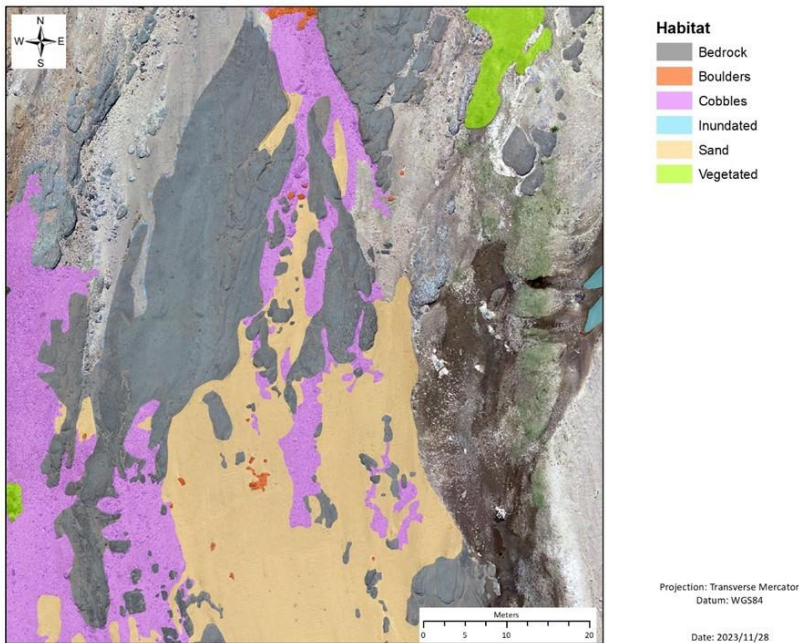 N
W E
S
Habitat
Bedrock
Boulders
Cobbles
Inundated
Sand
Vegetated
Meters
0 5 10 20
Projection: Transverse Mercator
Datum: WGS84
Date: 2023/11/28